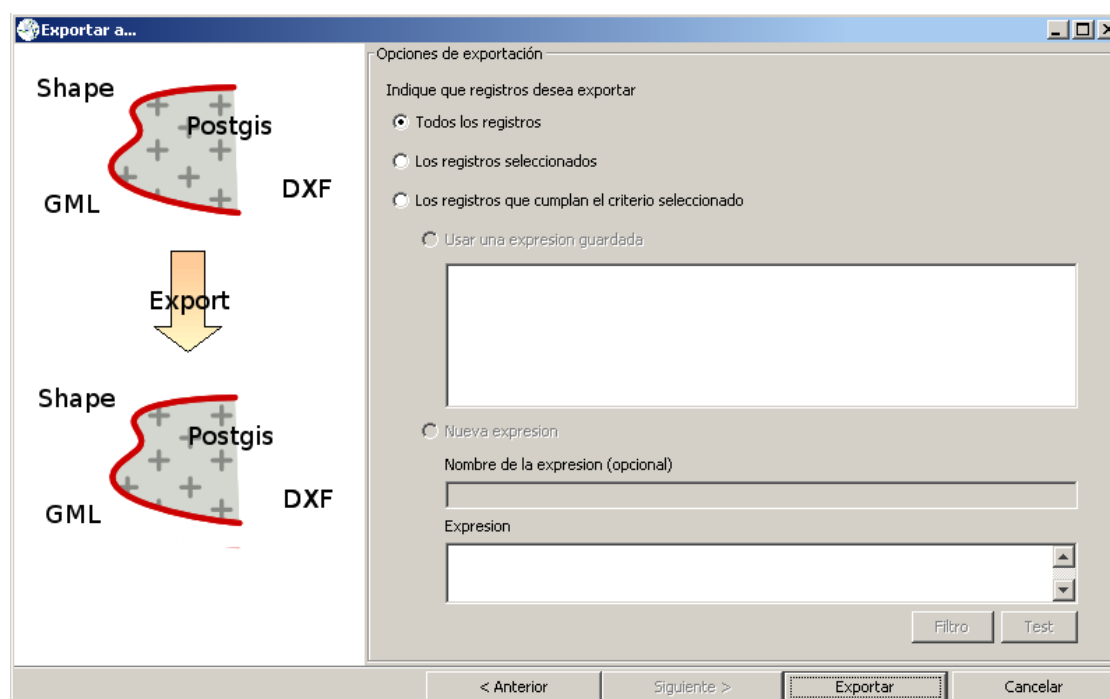 Exportar a...
Shape
Postgis
GML
DXF
Export
Shape
Postgis
GML
DXF
Opciones de exportación
Indique que registros desea exportar
Todos los registros
Los registros seleccionados
Los registros que cumplan el criterio seleccionado
Usar una expresion guardada
Nueva expresion
Nombre de la expresion (opcional)
Expresion
Filtro
Test
< Anterior
Siguiente >
Exportar
Cancelar